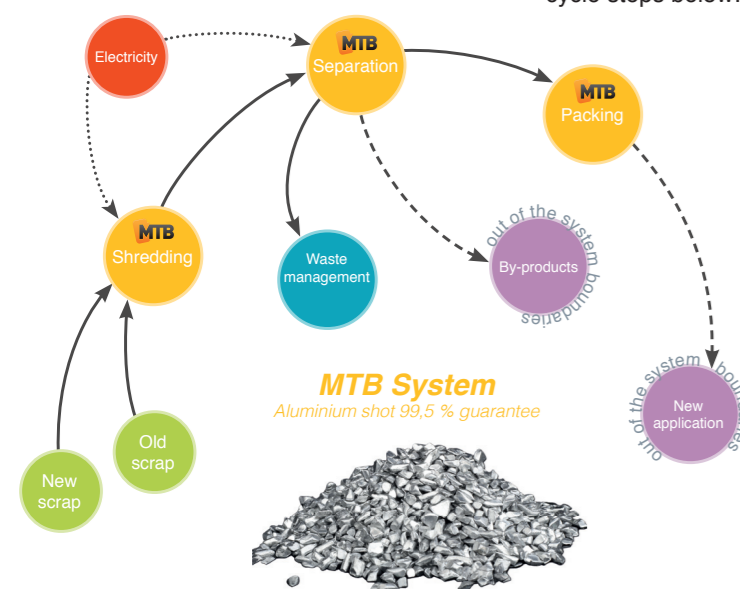 cycle steps below.
Electricity
MTB
Separation
MTB
Packing
MTB
Shredding
Waste
management
out of the system boundaries
By-products
MTB System
Aluminium shot 99,5 % guarantee
out of the system boundaries
New
application
Old
scrap
New
scrap